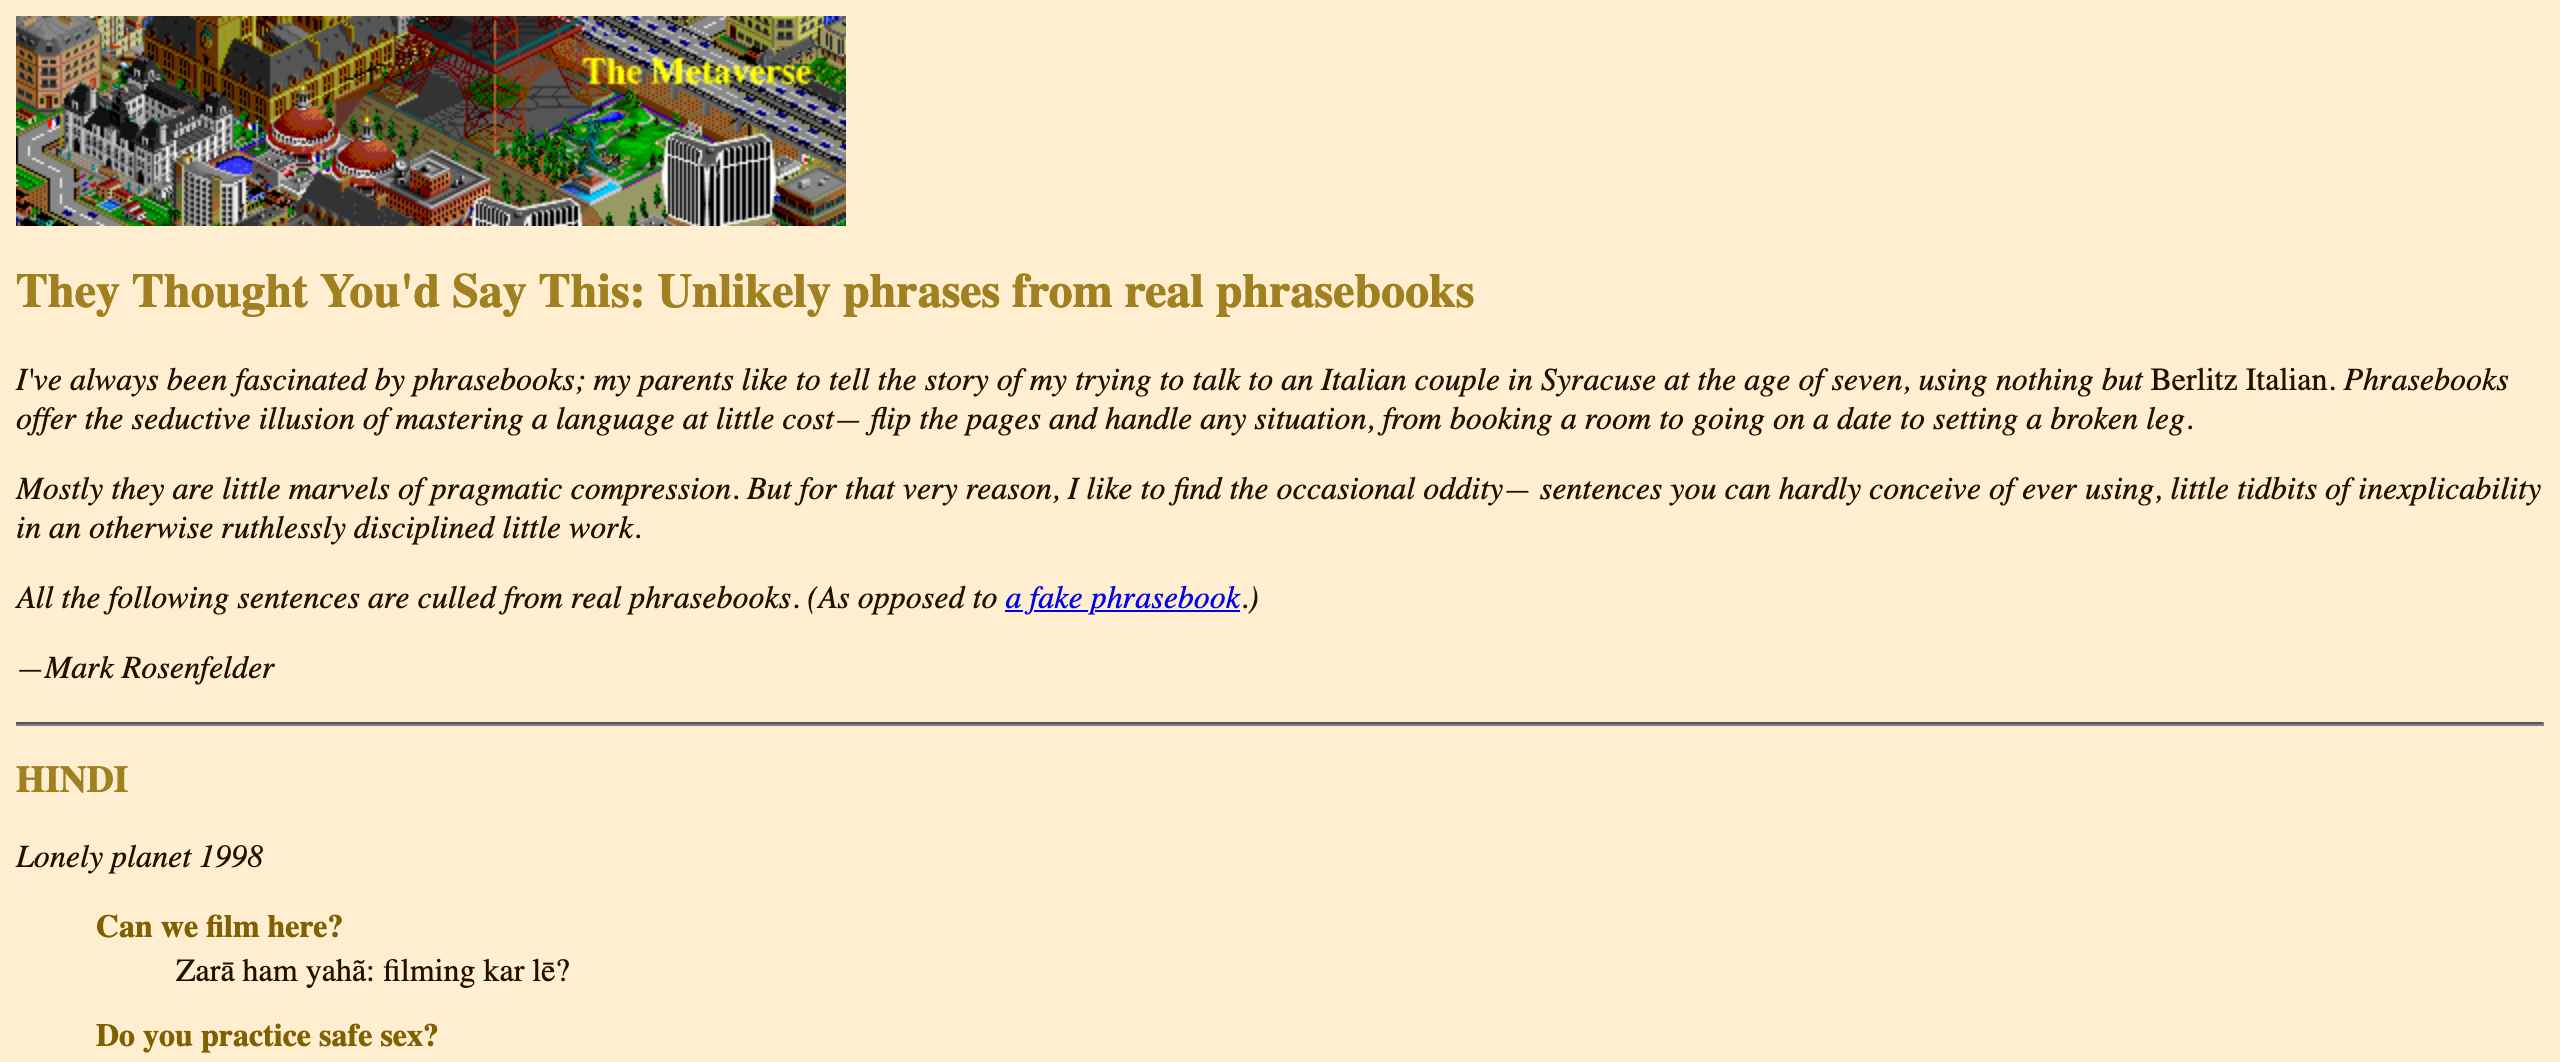 The Metaverse
They Thought You'd Say This: Unlikely phrases from real phrasebooks
I've always been fascinated by phrasebooks; my parents like to tell the story of my trying to talk to an Italian couple in Syracuse at the age of seven, using nothing but Berlitz Italian. Phrasebooks
offer the seductive illusion of mastering a language at little cost— flip the pages and handle any situation, from booking a room to going on a date to setting a broken leg.
Mostly they are little marvels of pragmatic compression. But for that very reason, I like to find the occasional oddity— sentences you can hardly conceive of ever using, little tidbits of inexplicability
in an otherwise ruthlessly disciplined little work.
All the following sentences are culled from real phrasebooks. (As opposed to a fake phrasebook.)
—Mark Rosenfelder
HINDI
Lonely planet 1998
Can we film here?
Zarā ham yahã: filming kar lē?
Do you practice safe sex?